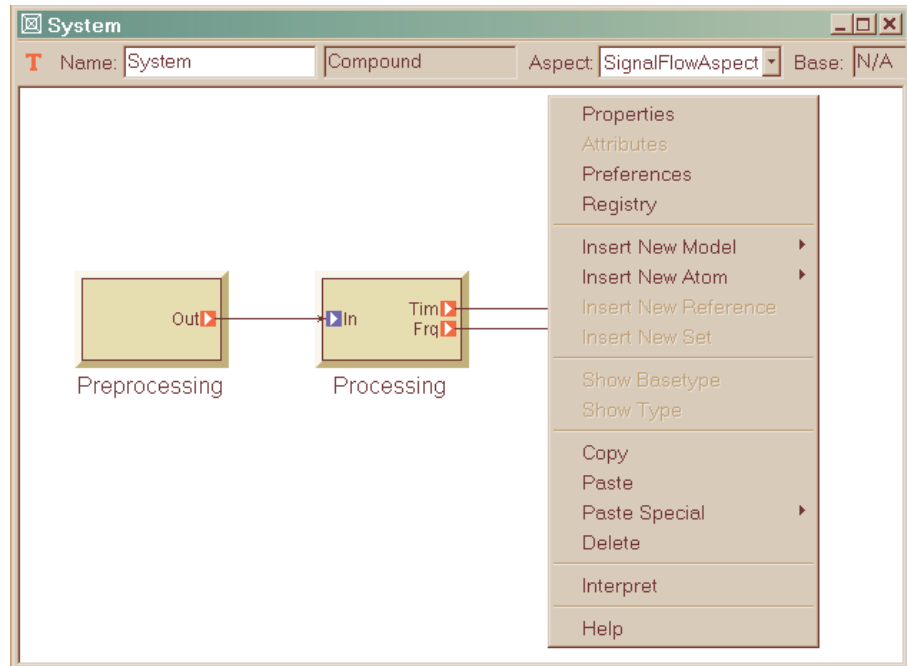 System
T Name: System Compound Aspect: SignalFlowAspect Base: N/A
Properties
Attributes
Preferences
Registry
Insert New Model
Insert New Atom
Insert New Reference
Insert New Set
Show Basetype
Show Type
Copy
Paste
Paste Special
Delete
Interpret
Help
Out
Preprocessing
In
Tim
Frq
Processing